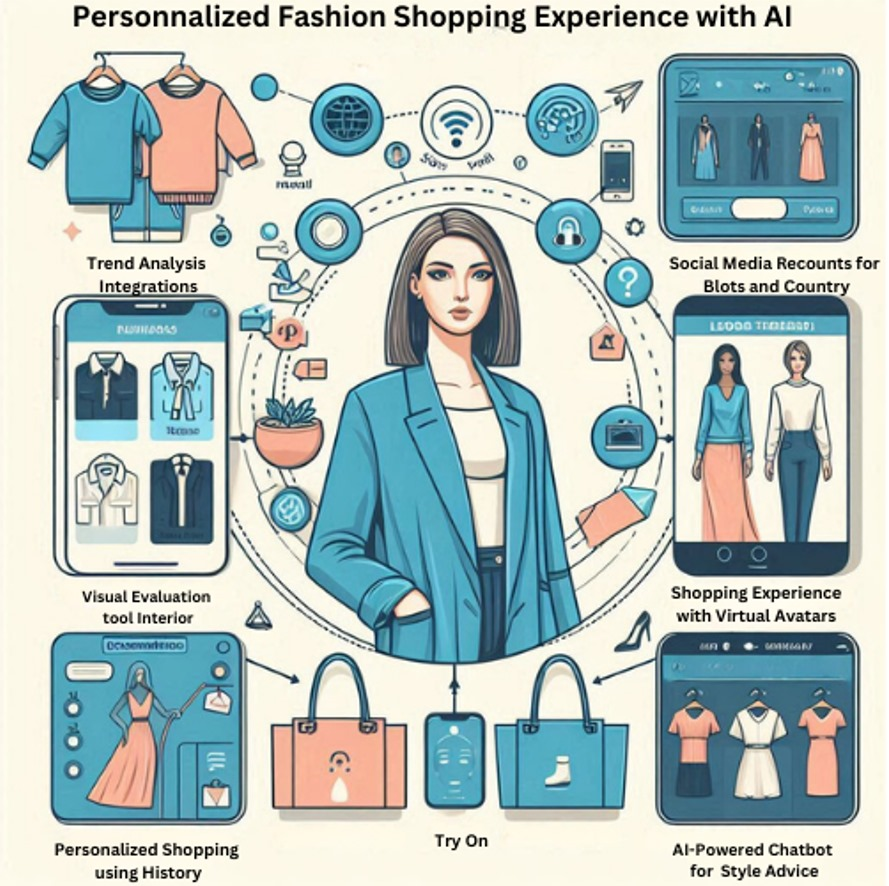 Personnalized Fashion Shopping Experience with AI
Trend Analysis
Integrations
Social Media Recounts for
Blots and Country
Visual Evaluation
tool Interior
Shopping Experience
with Virtual Avatars
Personalized Shopping
using History
Try On
AI-Powered Chatbot
for Style Advice